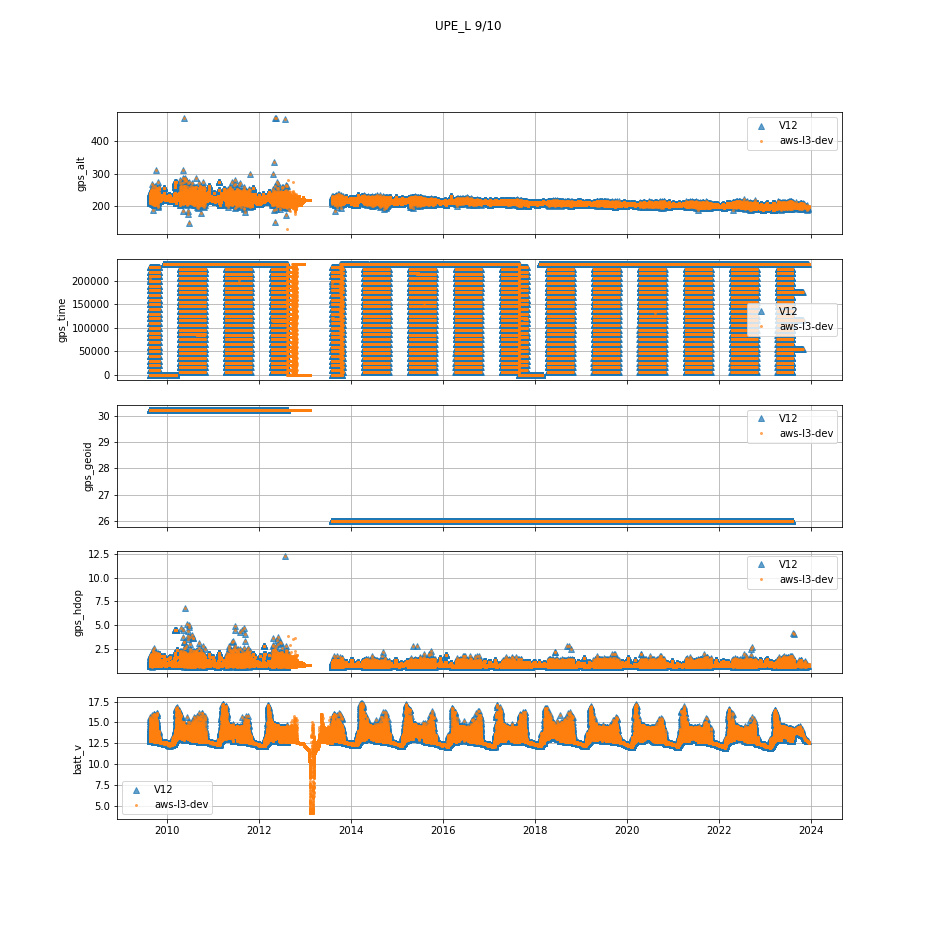 UPE_L 9/10
400
300
200
gps_alt
V12
aws-l3-dev
200000
150000
100000
50000
0
gps_time
V12
aws-l3-dev
30
29
28
27
26
gps_geoid
V12
aws-l3-dev
12.5
10.0
7.5
5.0
2.5
gps_hdop
V12
aws-l3-dev
17.5
15.0
12.5
10.0
7.5
5.0
batt_v
V12
aws-l3-dev
2010 2012 2014 2016 2018 2020 2022 2024